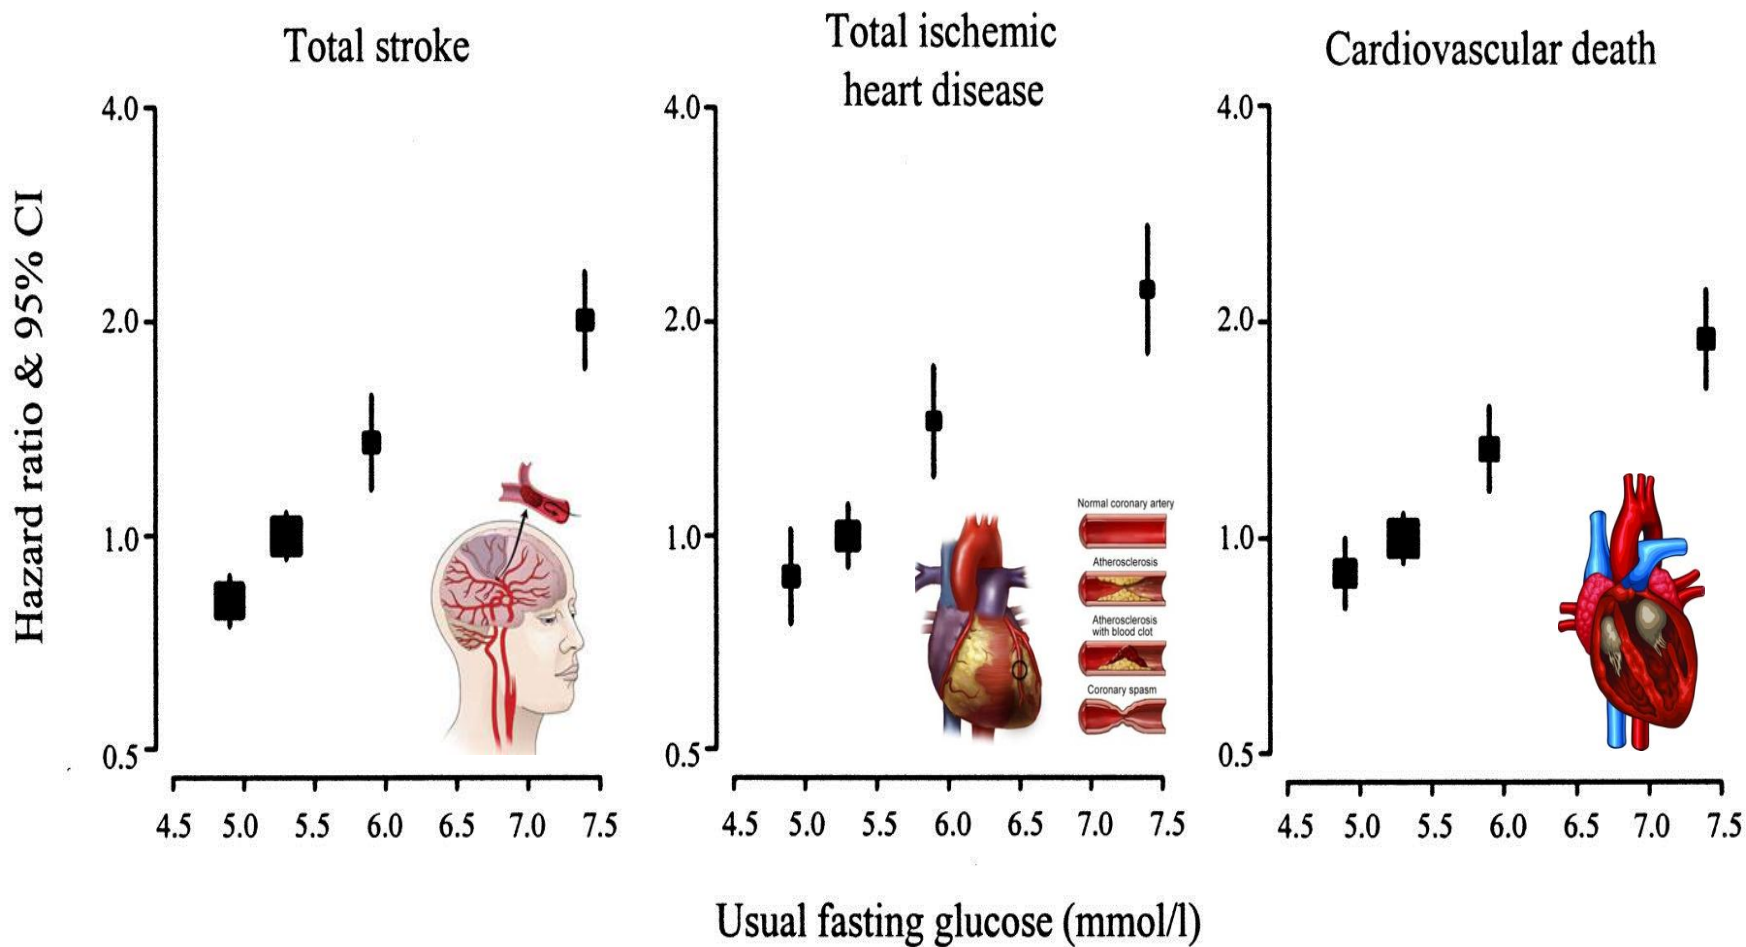 Total stroke
Total ischemic
heart disease
Cardiovascular death
Hazard ratio & 95% CI
4.0
2.0
1.0
0.5
4.5 5.0 5.5 6.0 6.5 7.0 7.5
4.0
2.0
1.0
0.5
Normal coronary artery
Atherosclerosis
Atherosclerosis
with blood clot
Coronary spasm
4.5 5.0 5.5 6.0 6.5 7.0 7.5
4.0
2.0
1.0
0.5
4.5 5.0 5.5 6.0 6.5 7.0 7.5
Usual fasting glucose (mmol/l)